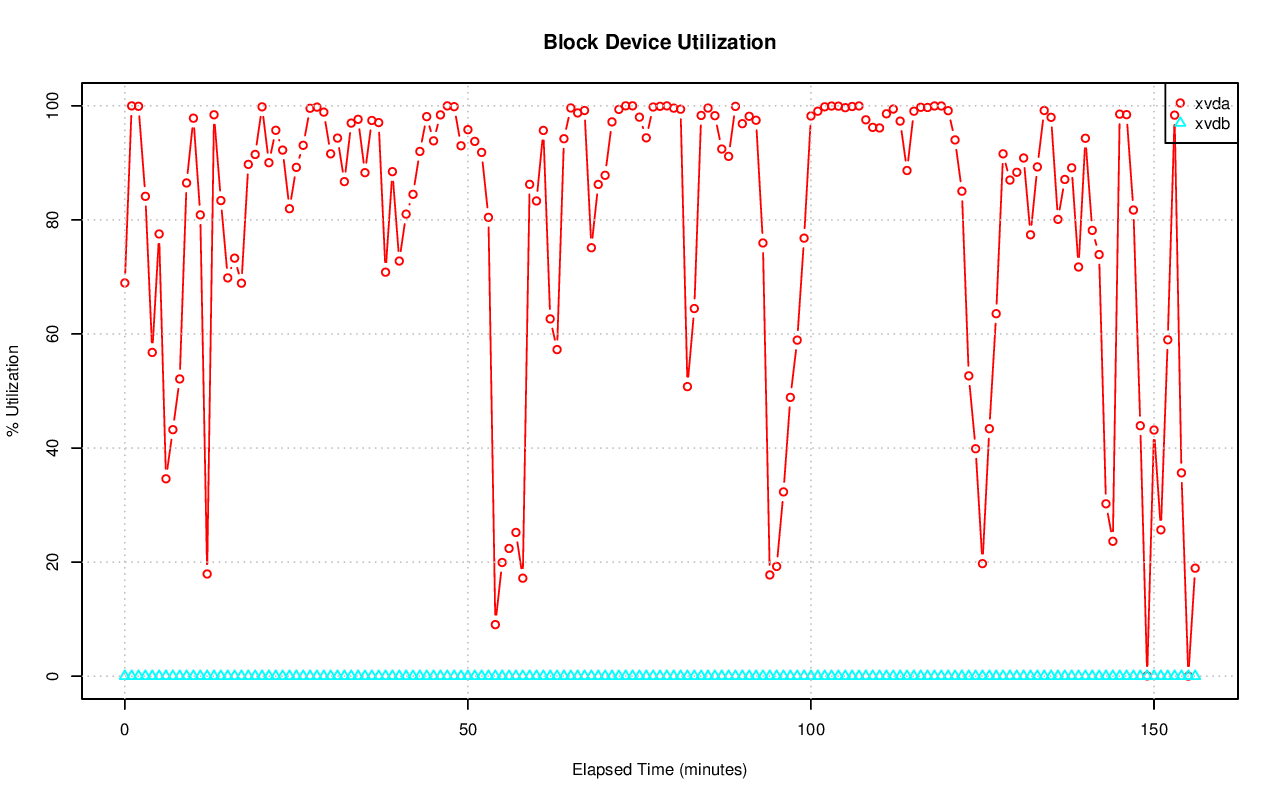 Block Device Utilization
xvda
xvdb
100
80
60
40
20
0
% Utilization
0
50
100
150
Elapsed Time (minutes)